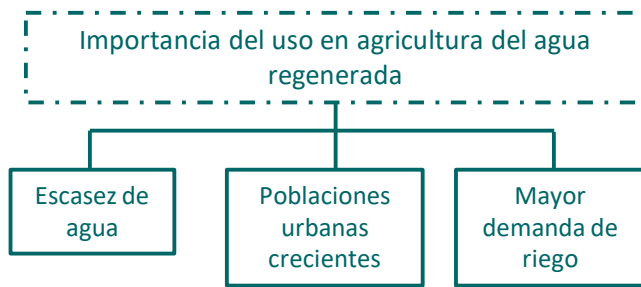 Importancia del uso en agricultura del agua
regenerada
Escasez de
agua
Poblaciones
urbanas
crecientes
Mayor
demanda de
riego